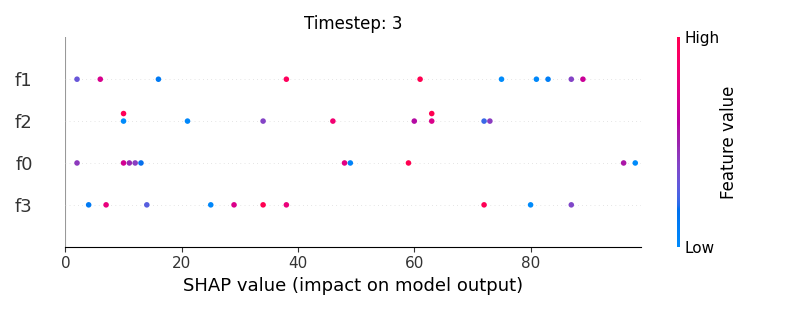 Timestep: 3
High
f1
f2
f0
f3
Feature value
Low
0 20 40 60 80
SHAP value (impact on model output)